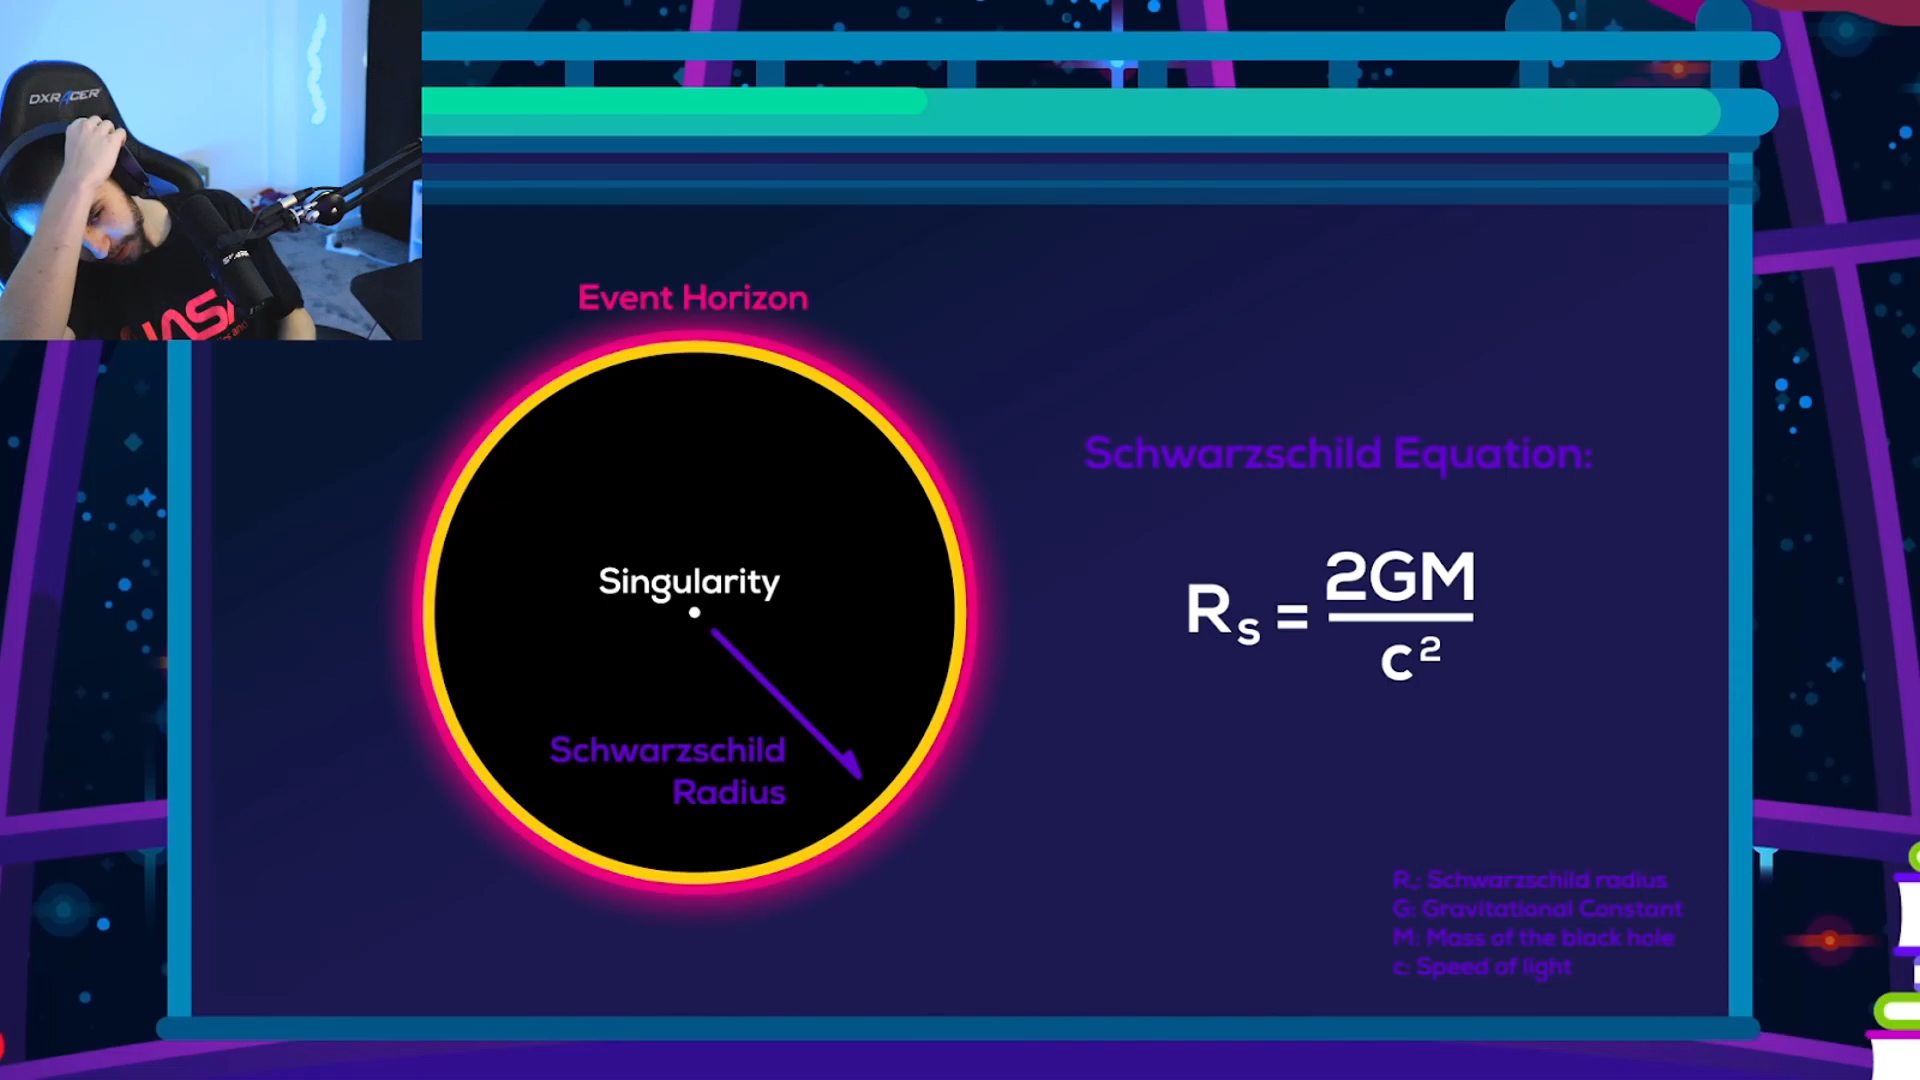 DXRACER
Event Horizon
Singularity
Schwarzschild
Radius
Schwarzschild Equation:
Rₛ = 2GM
c²
Rₛ: Schwarzschild radius
G: Gravitational Constant
M: Mass of the black hole
c: Speed of light